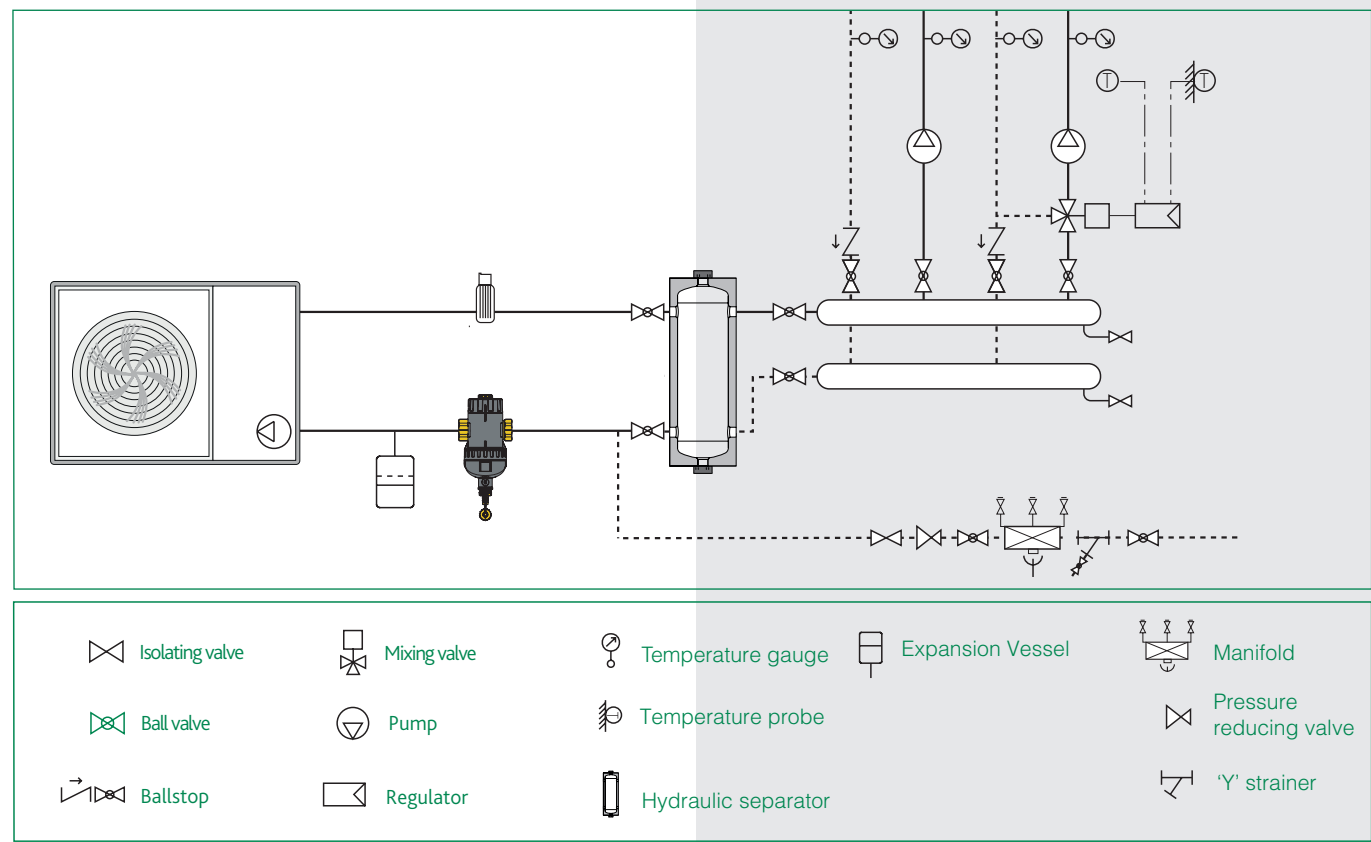 T
T
Isolating valve
Mixing valve
Temperature gauge
Expansion Vessel
Manifold
Ball valve
Pump
Temperature probe
Pressure
reducing valve
Ballstop
Regulator
Hydraulic separator
'Y' strainer